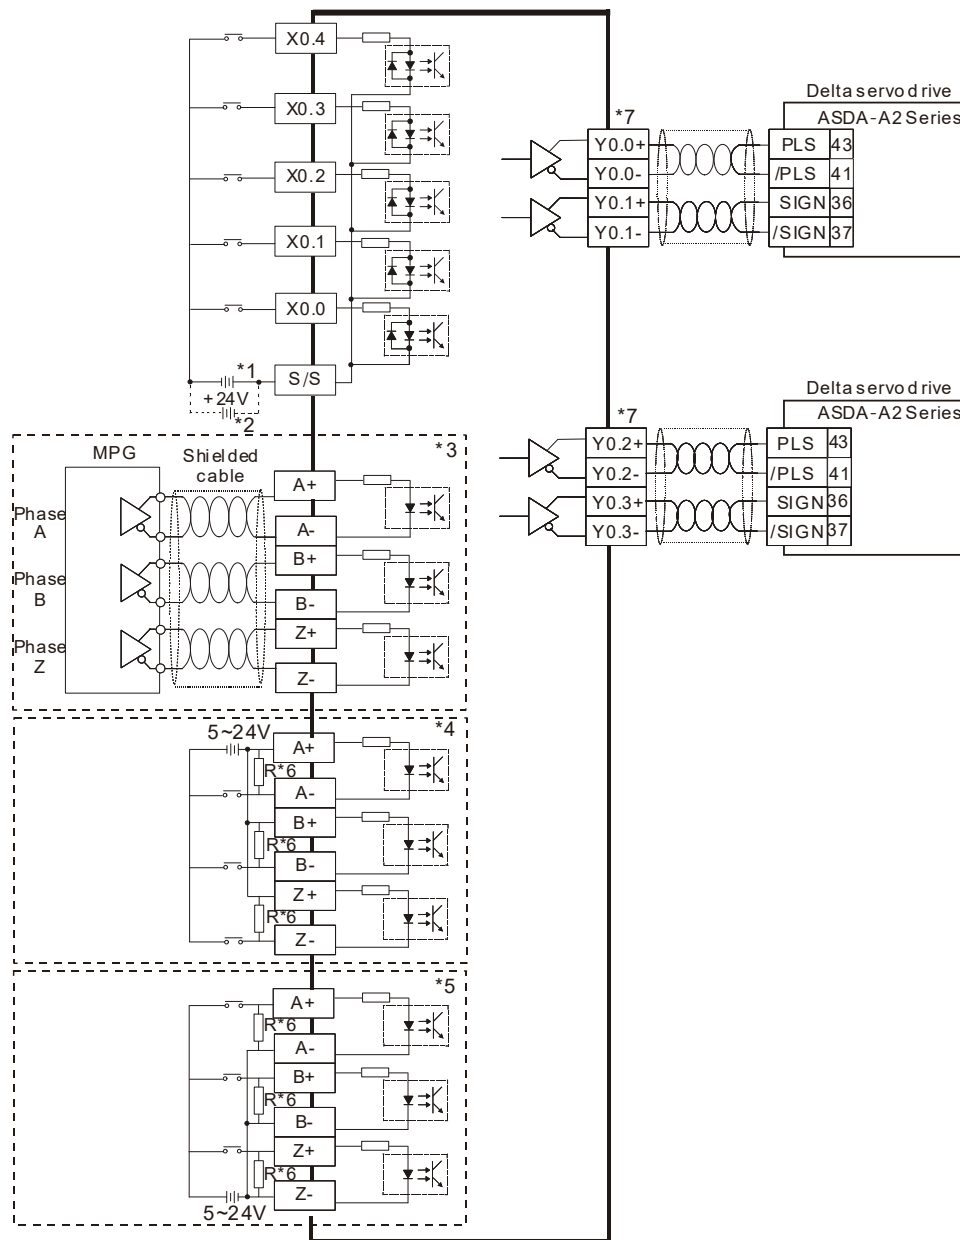 X0.4
X0.3
X0.2
X0.1
X0.0
S/S
*1
+24V
*2
Delta servo drive
ASDA-A2 Series
*7
Y0.0+
Y0.0-
Y0.1+
Y0.1-
PLS 43
/PLS 41
SIGN 36
/SIGN 37
Delta servo drive
ASDA-A2 Series
*7
Y0.2+
Y0.2-
Y0.3+
Y0.3-
PLS 43
/PLS 41
SIGN 36
/SIGN 37
*3
MPG
Shielded
cable
Phase
A
Phase
B
Phase
Z
A+
A-
B+
B-
Z+
Z-
*4
5~24V
A+
R*6
A-
B+
R*6
B-
Z+
R*6
Z-
*5
A+
R*6
A-
B+
R*6
B-
Z+
R*6
Z-
5~24V